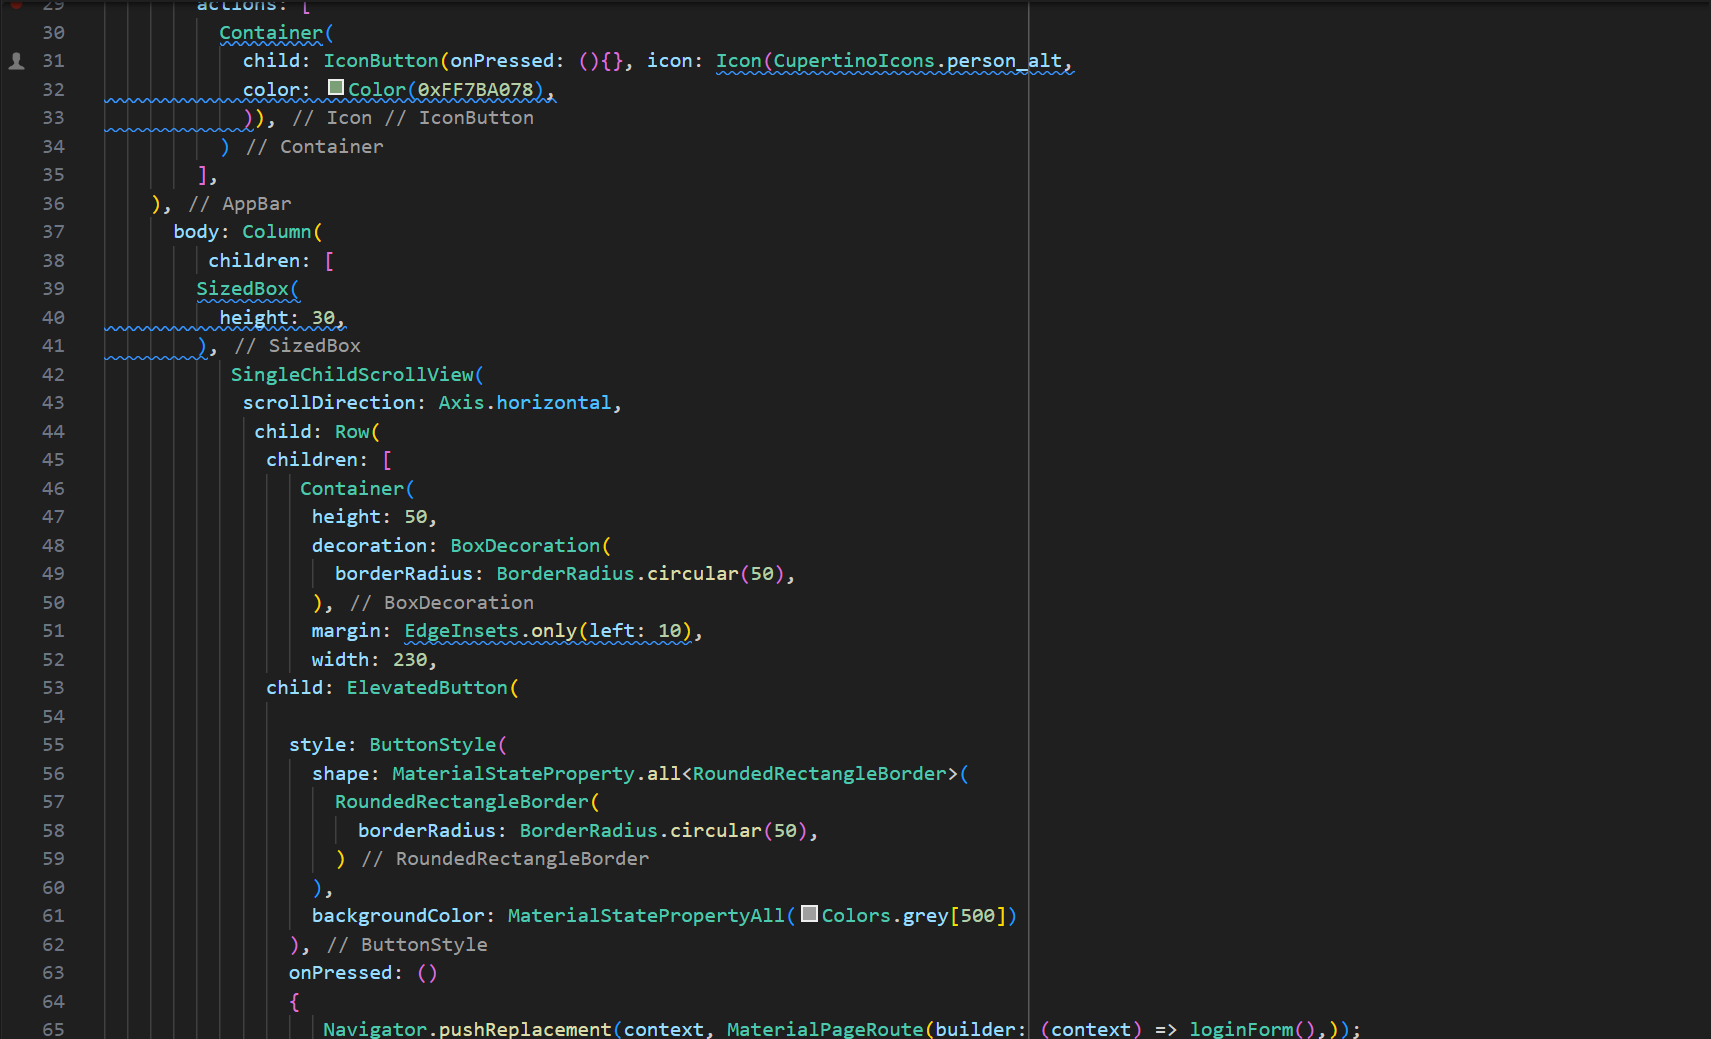 29 actions: [
30 Container(
31 child: IconButton(onPressed: (){}, icon: Icon(CupertinoIcons.person_alt,
32 color: Color(0xFF7BA078),
33 )), // Icon // IconButton
34 ) // Container
35 ],
36 ), // AppBar
37 body: Column(
38 children: [
39 SizedBox(
40 height: 30,
41 ), // SizedBox
42 SingleChildScrollView(
43 scrollDirection: Axis.horizontal,
44 child: Row(
45 children: [
46 Container(
47 height: 50,
48 decoration: BoxDecoration(
49 borderRadius: BorderRadius.circular(50),
50 ), // BoxDecoration
51 margin: EdgeInsets.only(left: 10),
52 width: 230,
53 child: ElevatedButton(
54
55 style: ButtonStyle(
56 shape: MaterialStateProperty.all<RoundedRectangleBorder>(
57 RoundedRectangleBorder(
58 borderRadius: BorderRadius.circular(50),
59 ) // RoundedRectangleBorder
60 ),
61 backgroundColor: MaterialStatePropertyAll(Colors.grey[500])
62 ), // ButtonStyle
63 onPressed: ()
64 {
65 Navigator.pushReplacement(context, MaterialPageRoute(builder: (context) => loginForm(),));